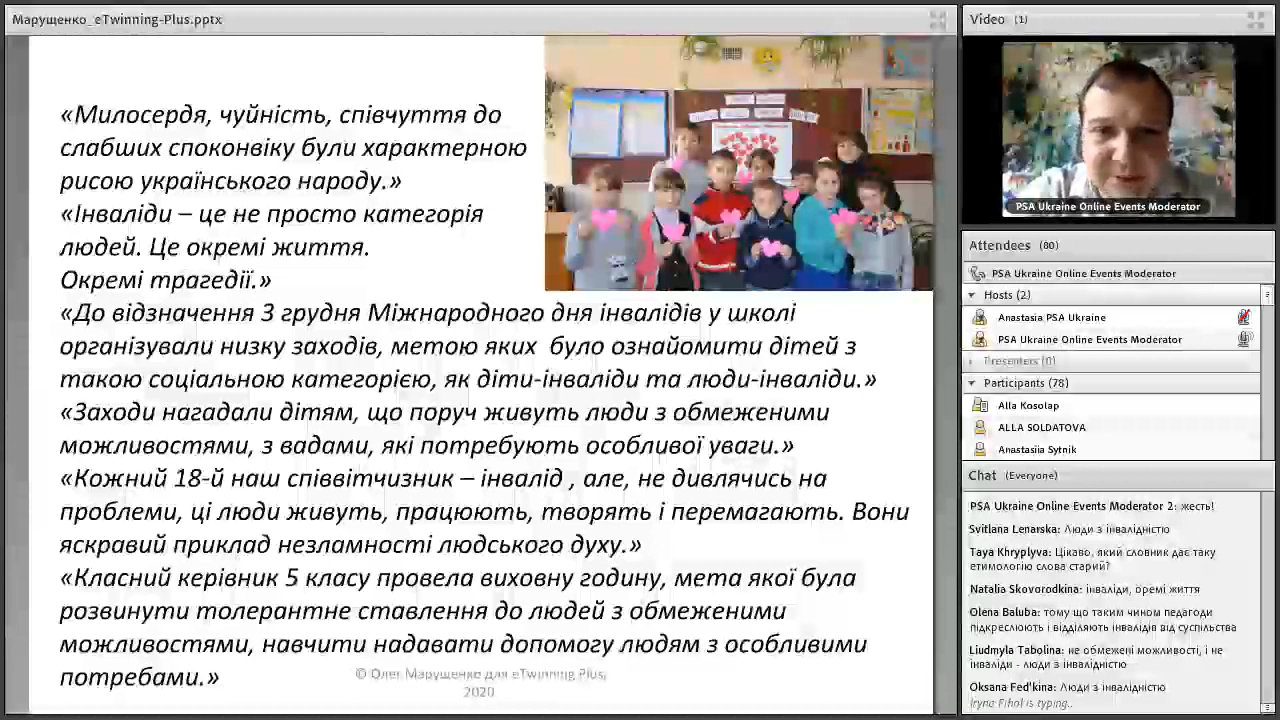 Марущенко_eTwinning-Plus.pptx
«Милосердя, чуйність, співчуття до
слабших споконвіку були характерною
рисою українського народу.»
«Інваліди – це не просто категорія
людей. Це окремі життя.
Окремі трагедії.»
«До відзначення 3 грудня Міжнародного дня інвалідів у школі
організували низку заходів, метою яких було ознайомити дітей з
такою соціальною категорією, як діти-інваліди та люди-інваліди.»
«Заходи нагадали дітям, що поруч живуть люди з обмеженими
можливостями, з вадами, які потребують особливої уваги.»
«Кожний 18-й наш співвітчизник – інвалід , але, не дивлячись на
проблеми, ці люди живуть, працюють, творять і перемагають. Вони
яскравий приклад незламності людського духу.»
«Класний керівник 5 класу провела виховну годину, мета якої була
розвинути толерантне ставлення до людей з обмеженими
можливостями, навчити надавати допомогу людям з особливими
потребами.»
© Олег Марущенко для eTwinning Plus,
2020
Video (1)
PSA Ukraine Online Events Moderator
Attendees (80)
PSA Ukraine Online Events Moderator
Hosts (2)
Anastasia PSA Ukraine
PSA Ukraine Online Events Moderator
Presenters (0)
Participants (78)
Alla Kosolap
ALLA SOLDATOVA
Anastasiia Sytnik
Chat (Everyone)
PSA Ukraine Online Events Moderator 2: жесть!
Svitlana Lenarska: Люди з інвалідністю
Taya Khryplyva: Цікаво, який словник дає таку
етимологію слова старий?
Natalia Skovorodkina: інваліди, оремі життя
Olena Baluba: тому що таким чином педагоди
підкреслюють і відділяють інвалідів від суспільства
Liudmyla Tabolina: не обмежені можливості, і не
інваліди - люди з інвалідністю
Oksana Fed'kina: Люди з інвалідністю
Iryna Fihol is typing..